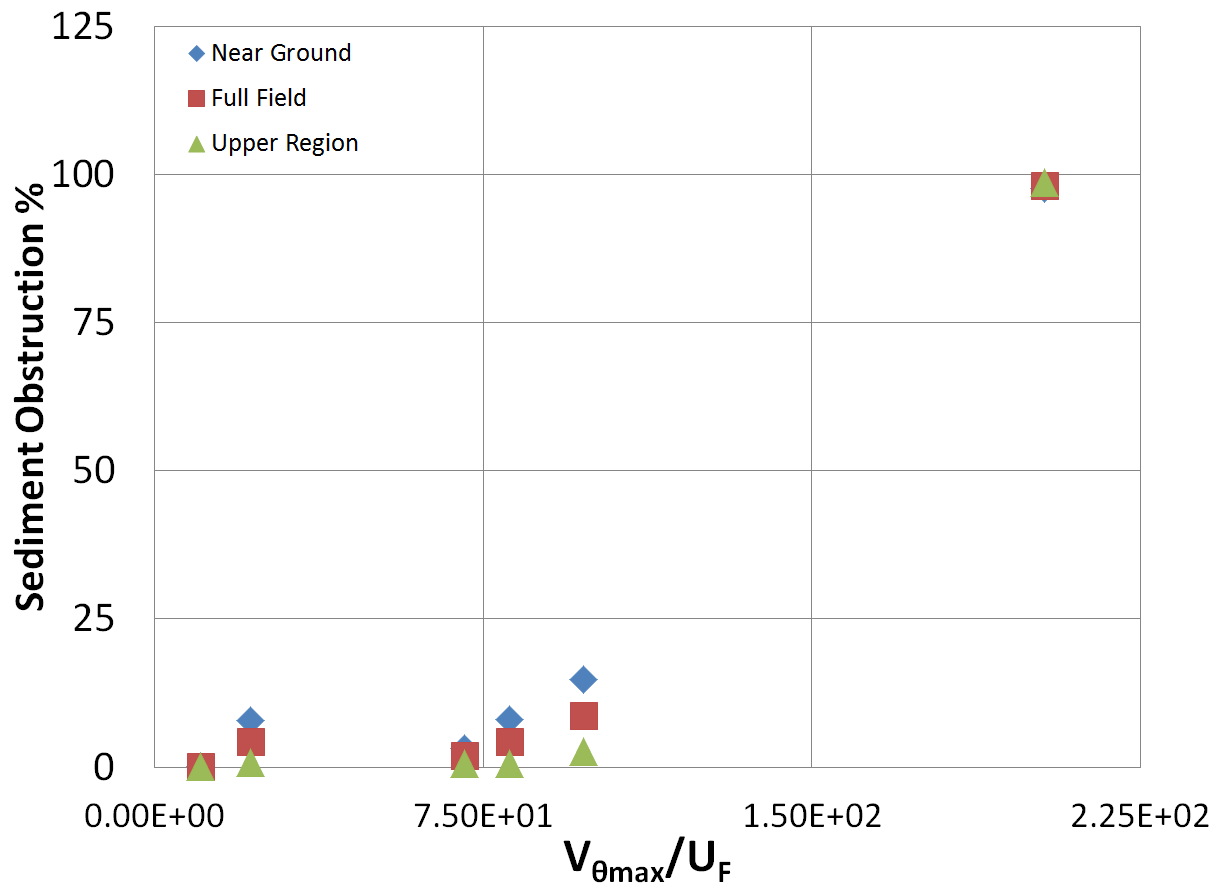 125
Near Ground
Full Field
Upper Region
100
75
50
25
0
Sediment Obstruction %
0.00E+00 7.50E+01 1.50E+02 2.25E+02
Vθmax/UF